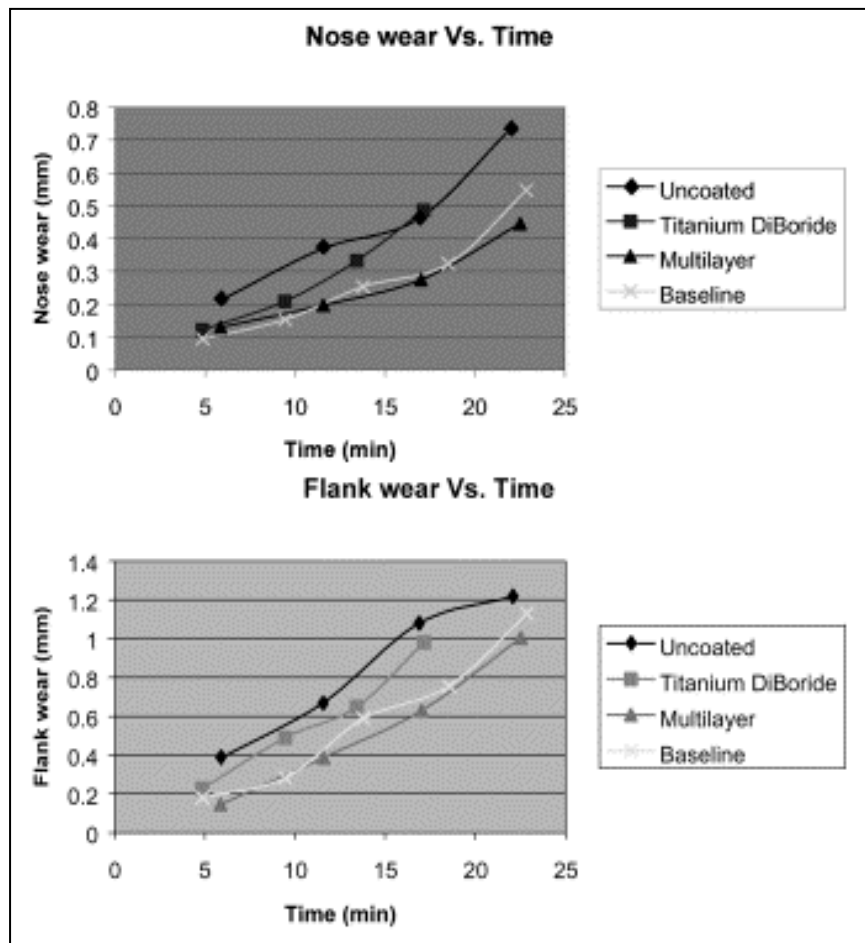 Nose wear Vs. Time
0.8
0.7
0.6
0.5
0.4
0.3
0.2
0.1
0
Nose wear (mm)
0 5 10 15 20 25
Time (min)
Uncoated
Titanium DiBoride
Multilayer
Baseline
Flank wear Vs. Time
1.4
1.2
1
0.8
0.6
0.4
0.2
0
Flank wear (mm)
0 5 10 15 20 25
Time (min)
Uncoated
Titanium DiBoride
Multilayer
Baseline